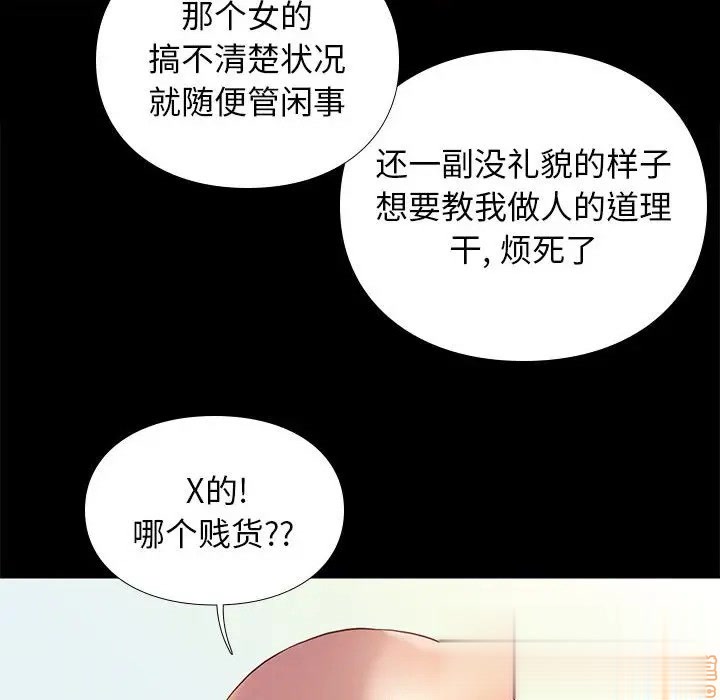 那个女的
搞不清楚状况
就随便管闲事
还一副没礼貌的样子
想要教我做人的道理
干, 烦死了
X的!
哪个贱货??